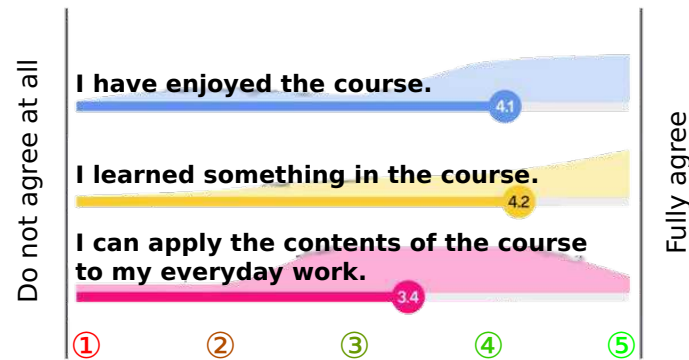 Do not agree at all
I have enjoyed the course.
4.1
I learned something in the course.
4.2
I can apply the contents of the course
to my everyday work.
3.4
① ② ③ ④ ⑤
Fully agree